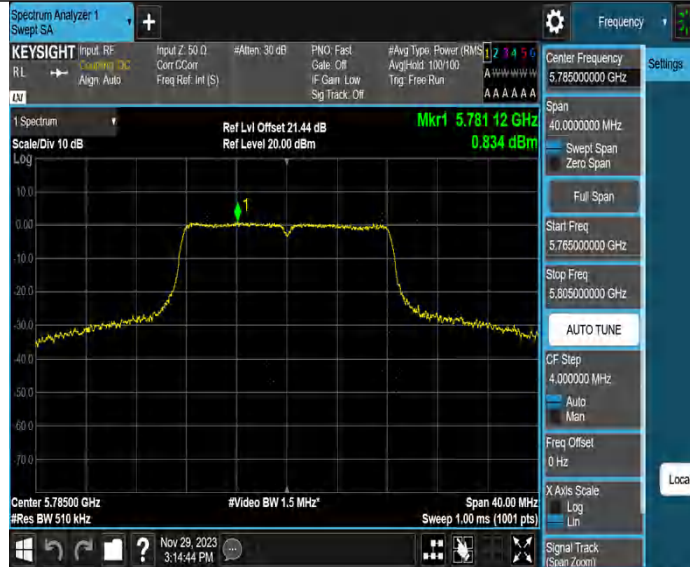 Spectrum Analyzer 1
Swept SA
+
Frequency
KEYSIGHT
RL
Input: RF
Coupling: DC
Align: Auto
Input Z: 50 Ω
Corr CCorr
Freq Ref: Int (S)
#Atten: 30 dB
PNO: Fast
Gate: Off
IF Gain: Low
Sig Track: Off
#Avg Type: Power (RMS
Avg|Hold: 100/100
Trig: Free Run
1 2 3 4 5 6
A W W W W W
A A A A A A
LXI
1 Spectrum
Scale/Div 10 dB
Log
Ref Lvl Offset 21.44 dB
Ref Level 20.00 dBm
Mkr1 5.781 12 GHz
0.834 dBm
10.0
0.00
-10.0
-20.0
-30.0
-40.0
-50.0
-60.0
-70.0
1
Center 5.78500 GHz
#Res BW 510 kHz
#Video BW 1.5 MHz*
Span 40.00 MHz
Sweep 1.00 ms (1001 pts)
?
Nov 29, 2023
3:14:44 PM
Center Frequency
5.785000000 GHz
Span
40.0000000 MHz
Swept Span
Zero Span
Full Span
Start Freq
5.765000000 GHz
Stop Freq
5.805000000 GHz
AUTO TUNE
CF Step
4.000000 MHz
Auto
Man
Freq Offset
0 Hz
X Axis Scale
Log
Lin
Signal Track
(Span Zoom)
Settings
Loca